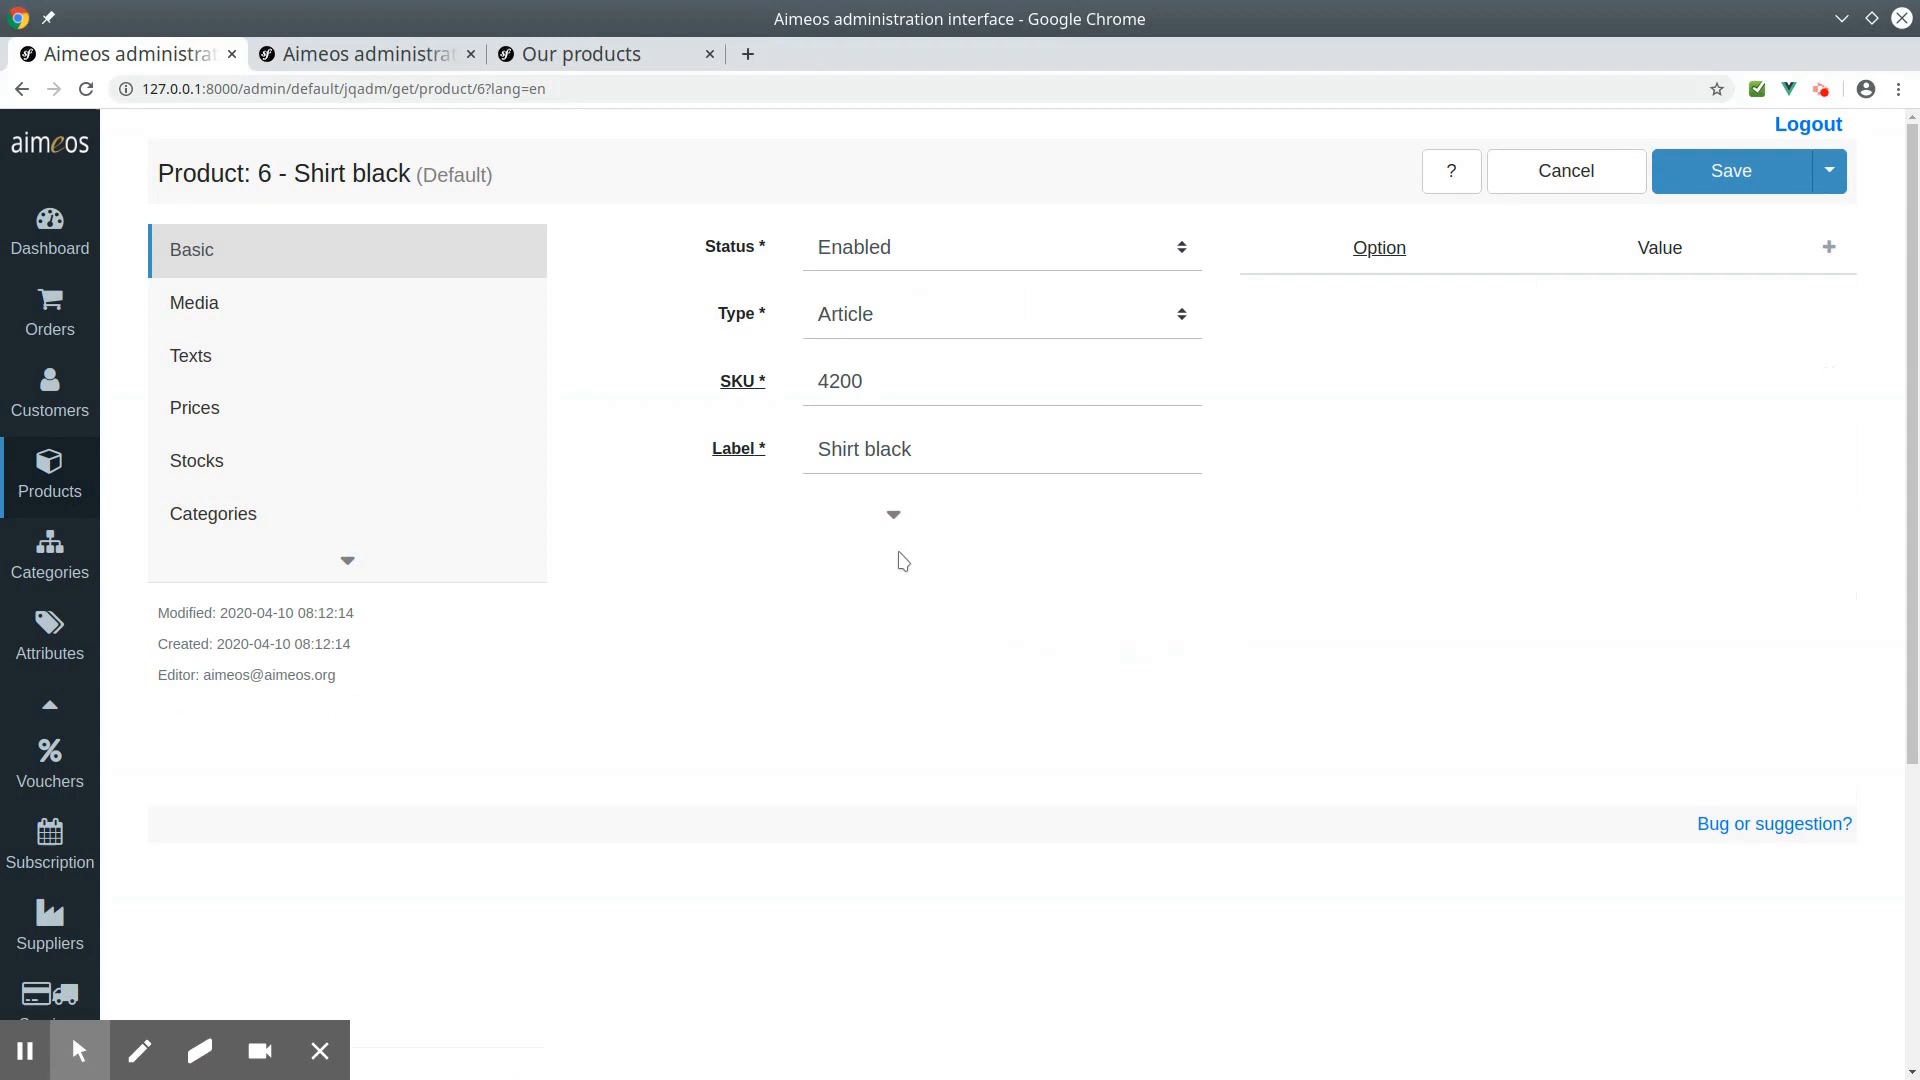 Aimeos administration interface - Google Chrome
Aimeos administrat
Aimeos administrat
Our products
127.0.0.1:8000/admin/default/jqadm/get/product/6?lang=en
aimeos
Logout
Product: 6 - Shirt black (Default)
?
Cancel
Save
Dashboard
Orders
Customers
Products
Categories
Attributes
Vouchers
Subscription
Suppliers
Basic
Media
Texts
Prices
Stocks
Categories
Modified: 2020-04-10 08:12:14
Created: 2020-04-10 08:12:14
Editor: aimeos@aimeos.org
Status * Enabled
Type * Article
SKU * 4200
Label * Shirt black
Option Value
Bug or suggestion?